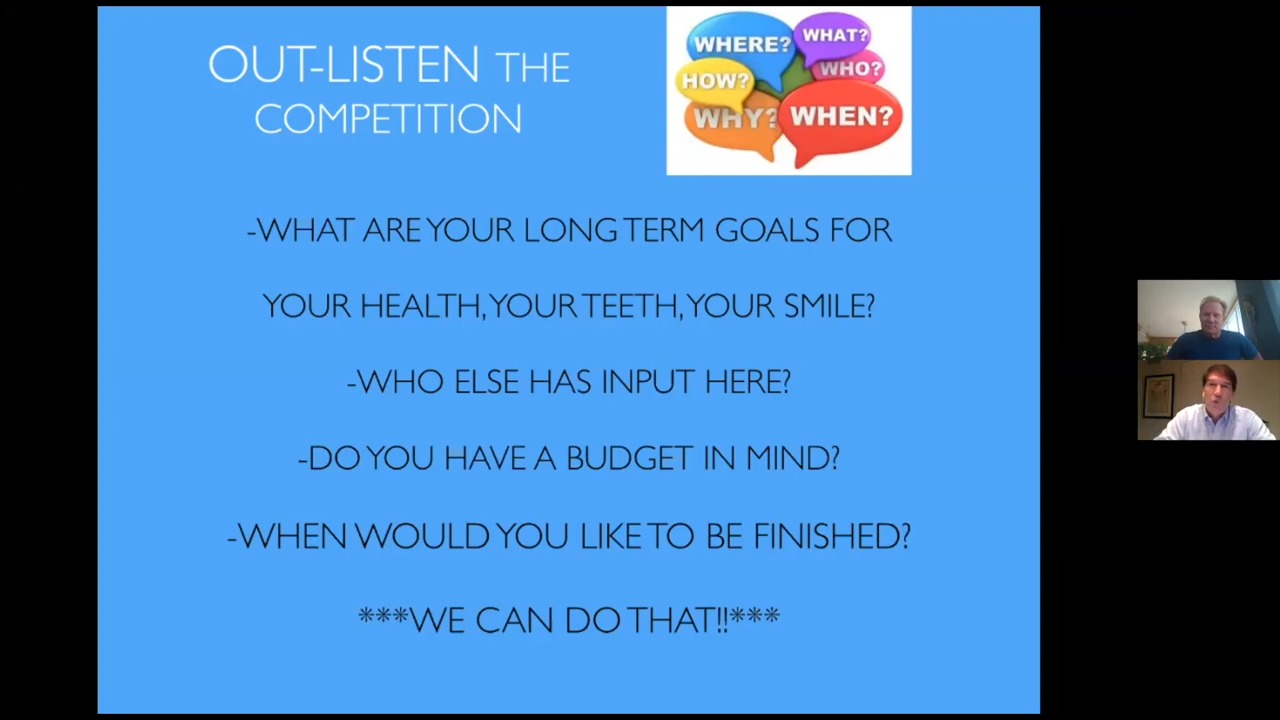 OUT-LISTEN THE
COMPETITION
WHERE?
WHAT?
HOW?
WHO?
WHY?
WHEN?
-WHAT ARE YOUR LONG TERM GOALS FOR
YOUR HEALTH, YOUR TEETH, YOUR SMILE?
-WHO ELSE HAS INPUT HERE?
-DO YOU HAVE A BUDGET IN MIND?
-WHEN WOULD YOU LIKE TO BE FINISHED?
***WE CAN DO THAT!!***